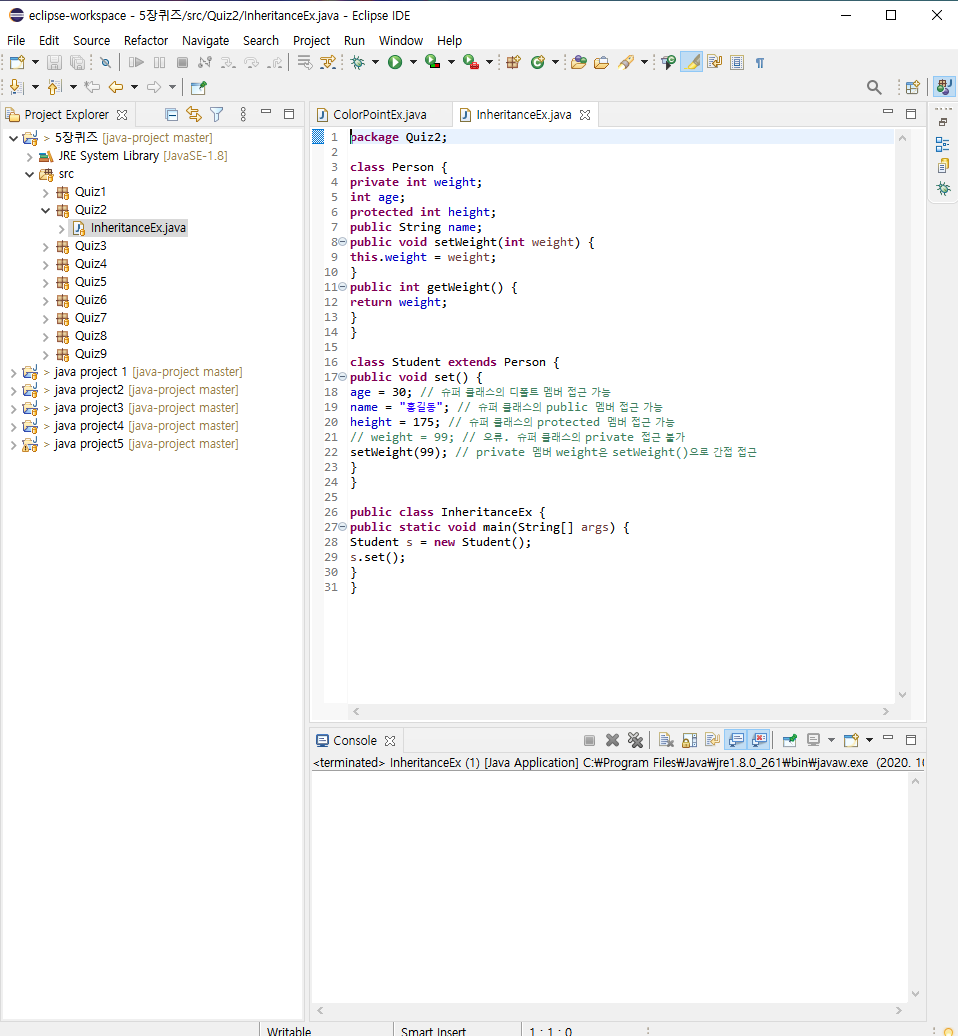 eclipse-workspace - 5장퀴즈/src/Quiz2/InheritanceEx.java - Eclipse IDE
File Edit Source Refactor Navigate Search Project Run Window Help
Project Explorer
5장퀴즈 [java-project master]
JRE System Library [JavaSE-1.8]
src
Quiz1
Quiz2
InheritanceEx.java
Quiz3
Quiz4
Quiz5
Quiz6
Quiz7
Quiz8
Quiz9
java project 1 [java-project master]
java project2 [java-project master]
java project3 [java-project master]
java project4 [java-project master]
java project5 [java-project master]
ColorPointEx.java InheritanceEx.java
1 package Quiz2;
2
3 class Person {
4 private int weight;
5 int age;
6 protected int height;
7 public String name;
8 public void setWeight(int weight) {
9 this.weight = weight;
10 }
11 public int getWeight() {
12 return weight;
13 }
14 }
15
16 class Student extends Person {
17 public void set() {
18 age = 30; // 슈퍼 클래스의 디폴트 멤버 접근 가능
19 name = "홍길동"; // 슈퍼 클래스의 public 멤버 접근 가능
20 height = 175; // 슈퍼 클래스의 protected 멤버 접근 가능
21 // weight = 99; // 오류. 슈퍼 클래스의 private 접근 불가
22 setWeight(99); // private 멤버 weight은 setWeight()으로 간접 접근
23 }
24 }
25
26 public class InheritanceEx {
27 public static void main(String[] args) {
28 Student s = new Student();
29 s.set();
30 }
31 }
Console
<terminated> InheritanceEx (1) [Java Application] C:₩Program Files₩Java₩jre1.8.0_261₩bin₩javaw.exe (2020. 10
Writable Smart Insert 1 : 1 : 0